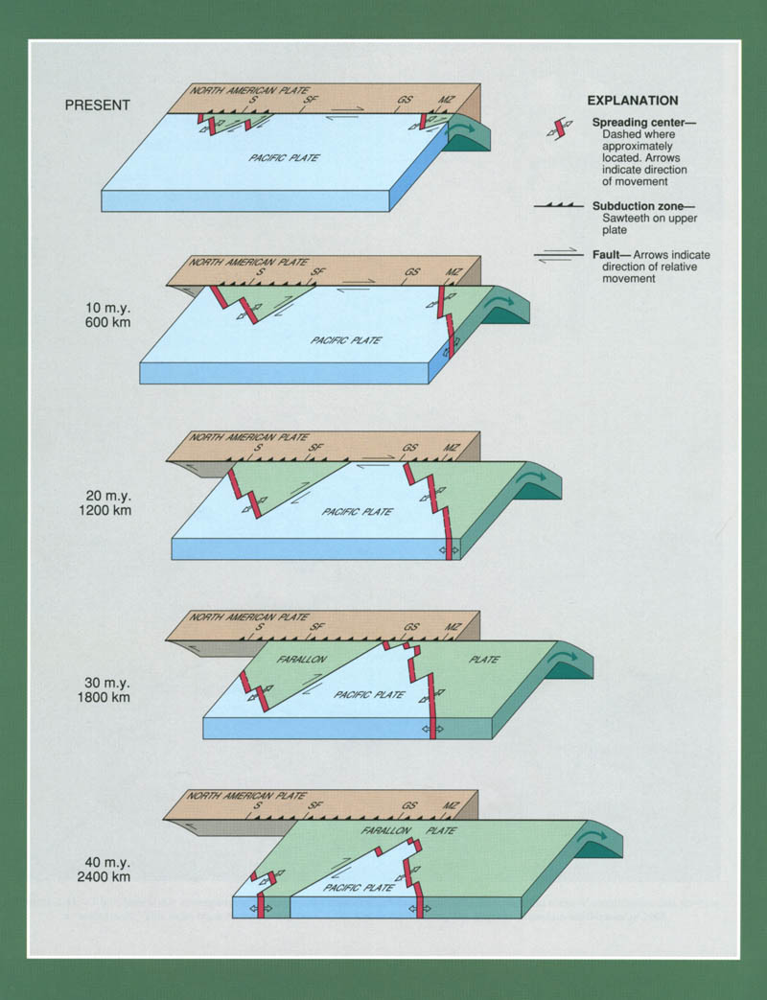 PRESENT
NORTH AMERICAN PLATE
S SF GS MZ
PACIFIC PLATE
EXPLANATION
Spreading center—
Dashed where
approximately
located. Arrows
indicate direction
of movement
Subduction zone—
Sawteeth on upper
plate
Fault— Arrows indicate
direction of relative
movement
10 m.y.
600 km
NORTH AMERICAN PLATE
S SF GS MZ
PACIFIC PLATE
20 m.y.
1200 km
NORTH AMERICAN PLATE
S SF GS MZ
PACIFIC PLATE
30 m.y.
1800 km
NORTH AMERICAN PLATE
S SF GS MZ
FARALLON PLATE
PACIFIC PLATE
40 m.y.
2400 km
NORTH AMERICAN PLATE
S SF GS MZ
FARALLON PLATE
PACIFIC PLATE